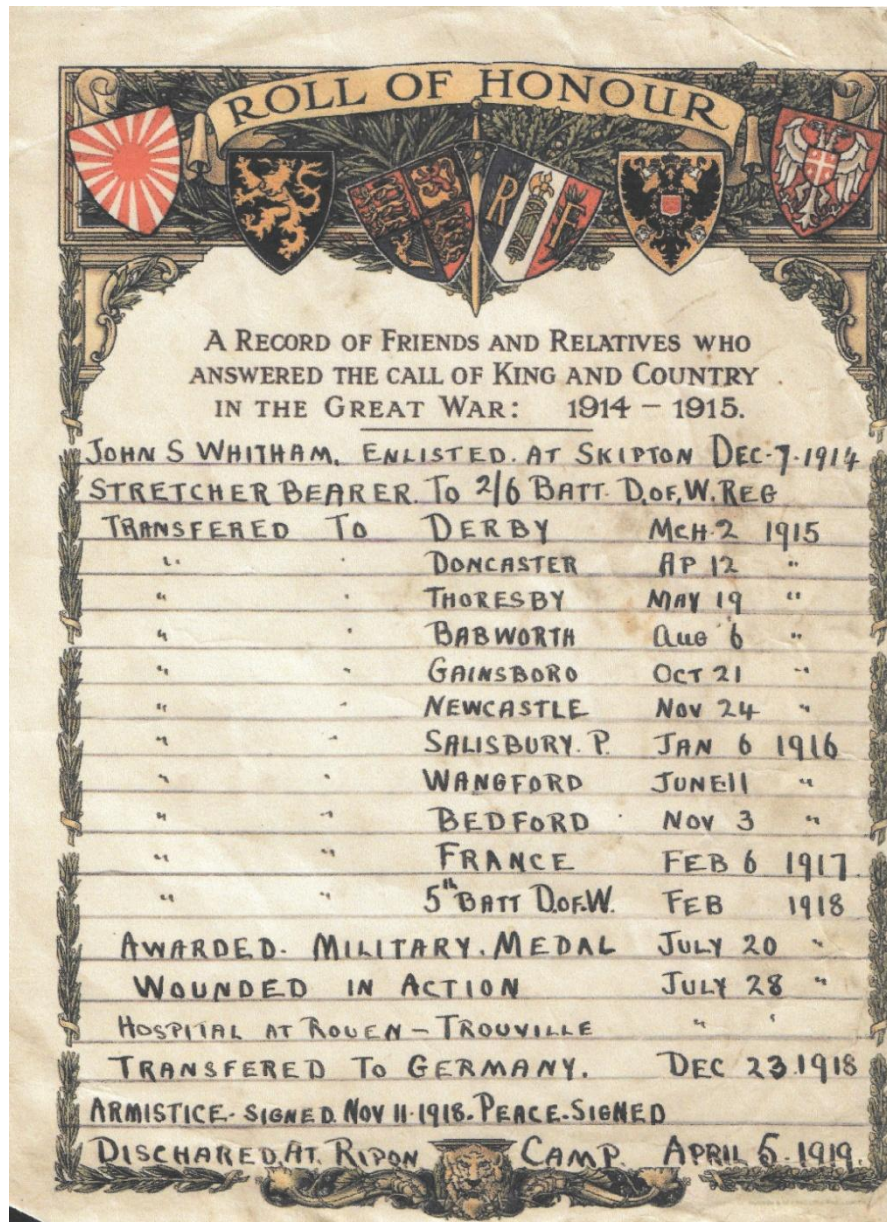 ROLL OF HONOUR
R F
A RECORD OF FRIENDS AND RELATIVES WHO
ANSWERED THE CALL OF KING AND COUNTRY
IN THE GREAT WAR: 1914 – 1915.
JOHN S WHITHAM. ENLISTED. AT SKIPTON DEC-7-1914
STRETCHER BEARER. TO 2/6 BATT. D.OF.W. REG
TRANSFERED TO DERBY MCH. 2 1915
" " DONCASTER AP 12 "
" " THORESBY MAY 19 "
" " BABWORTH AUG 6 "
" " GAINSBORO OCT 21 "
" " NEWCASTLE NOV 24 "
" " SALISBURY. P. JAN 6 1916
" " WANGFORD JUNE 11 "
" " BEDFORD NOV 3 "
" " FRANCE FEB 6 1917.
" " 5th BATT D.OF.W. FEB 1918
AWARDED. MILITARY. MEDAL JULY 20 "
WOUNDED IN ACTION JULY 28 "
HOSPITAL AT ROUEN – TROUVILLE " "
TRANSFERED TO GERMANY. DEC 23.1918
ARMISTICE. SIGNED. NOV 11.1918. PEACE. SIGNED
DISCHARED. AT. RIPON CAMP. APRIL 5.1919.